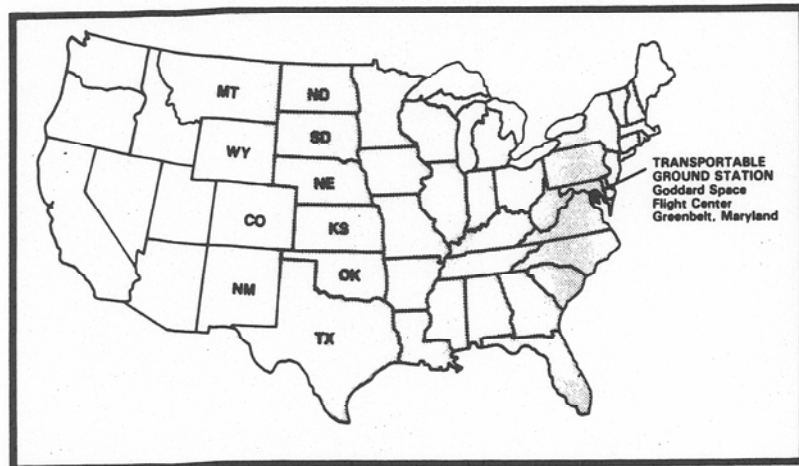 MT
ND
SD
WY
NE
CO
KS
NM
OK
TX
TRANSPORTABLE
GROUND STATION
Goddard Space
Flight Center
Greenbelt, Maryland